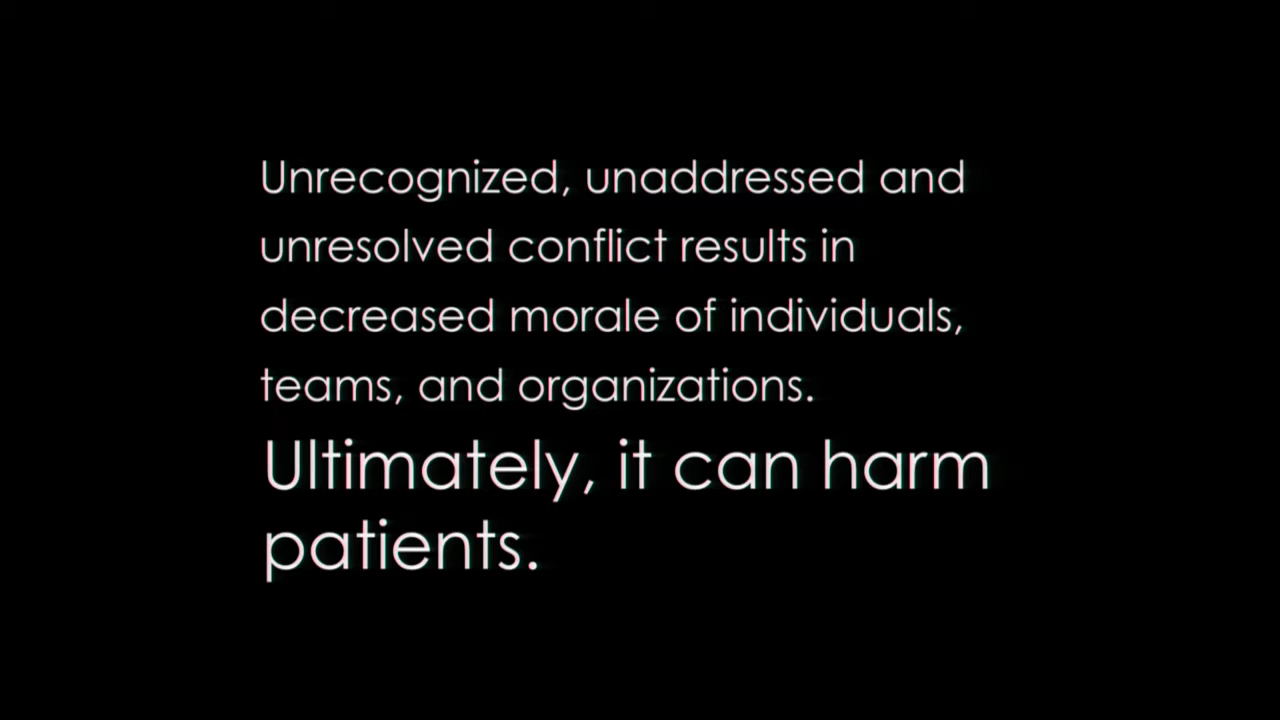 Unrecognized, unaddressed and
unresolved conflict results in
decreased morale of individuals,
teams, and organizations.
Ultimately, it can harm
patients.